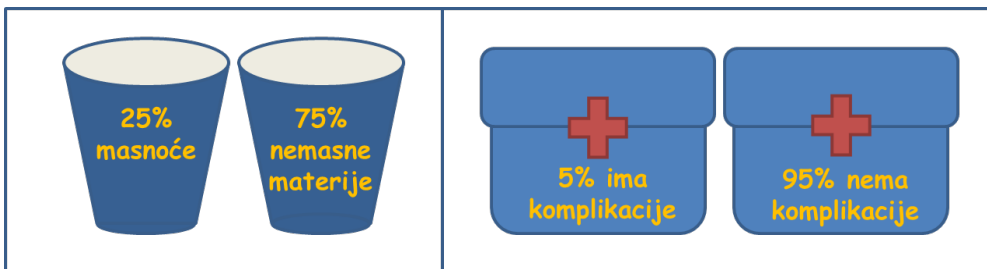 25%
masnoće
75%
nemasne
materije
5% ima
komplikacije
95% nema
komplikacije